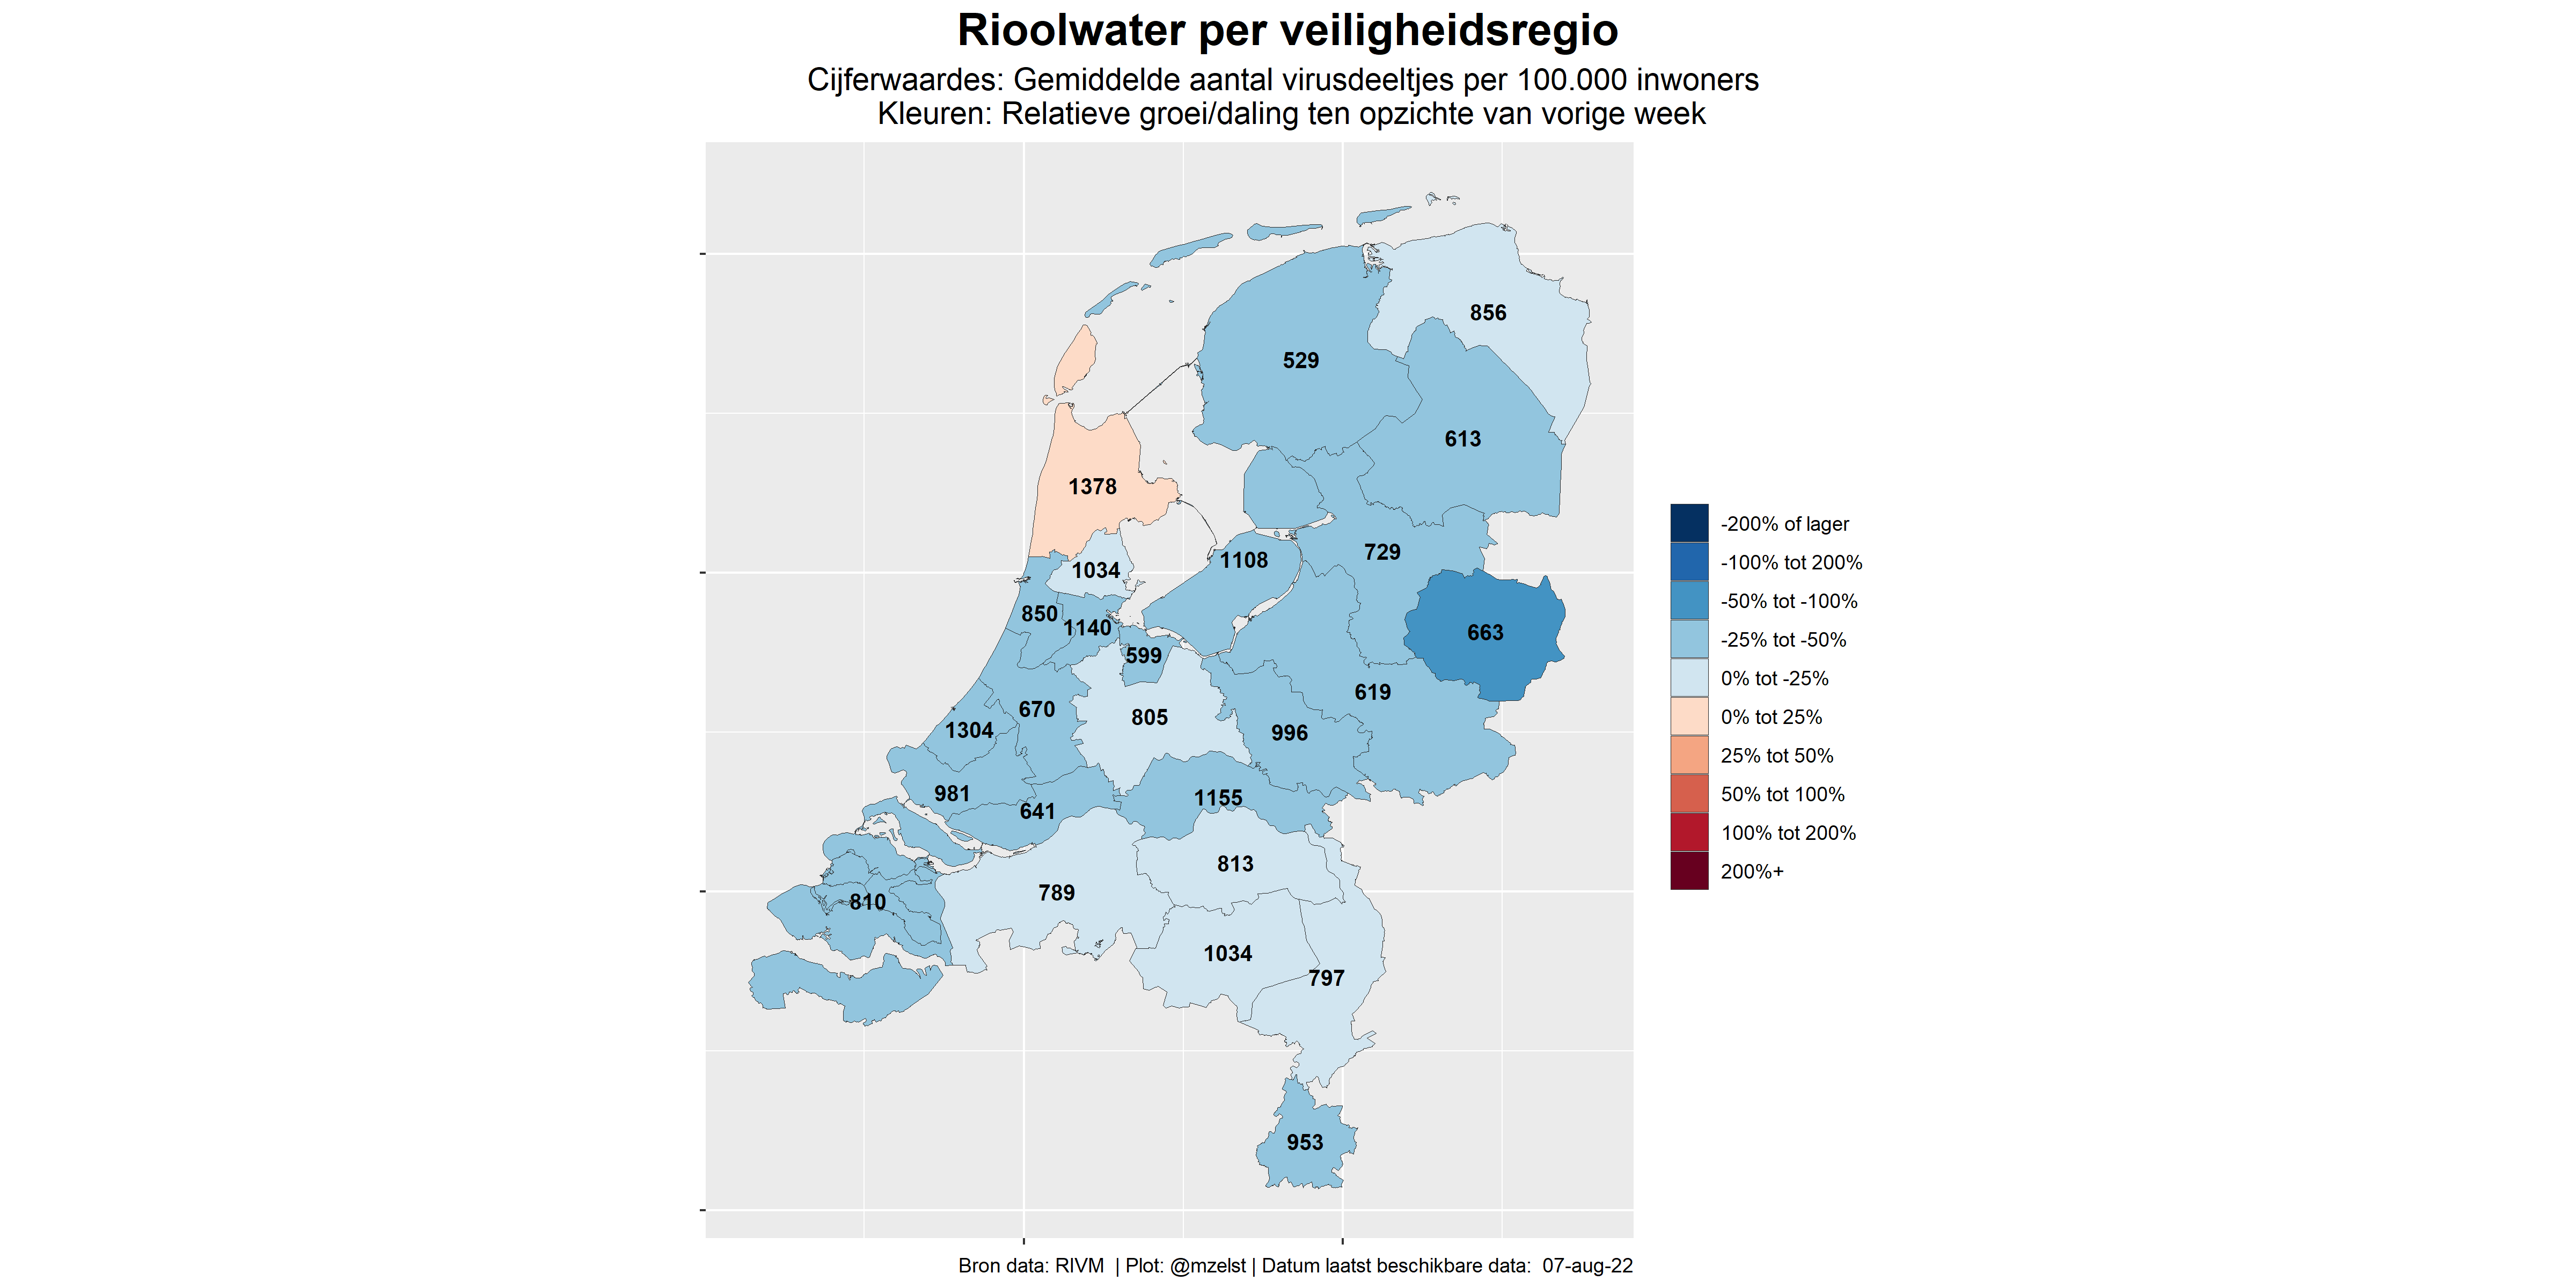 Rioolwater per veiligheidsregio
Cijferwaardes: Gemiddelde aantal virusdeeltjes per 100.000 inwoners
Kleuren: Relatieve groei/daling ten opzichte van vorige week
856
529
613
1378
729
1108
1034
850
1140
663
599
619
670
805
1304
996
981
1155
641
813
789
810
1034
797
953
-200% of lager
-100% tot 200%
-50% tot -100%
-25% tot -50%
0% tot -25%
0% tot 25%
25% tot 50%
50% tot 100%
100% tot 200%
200%+
Bron data: RIVM | Plot: @mzelst | Datum laatst beschikbare data: 07-aug-22